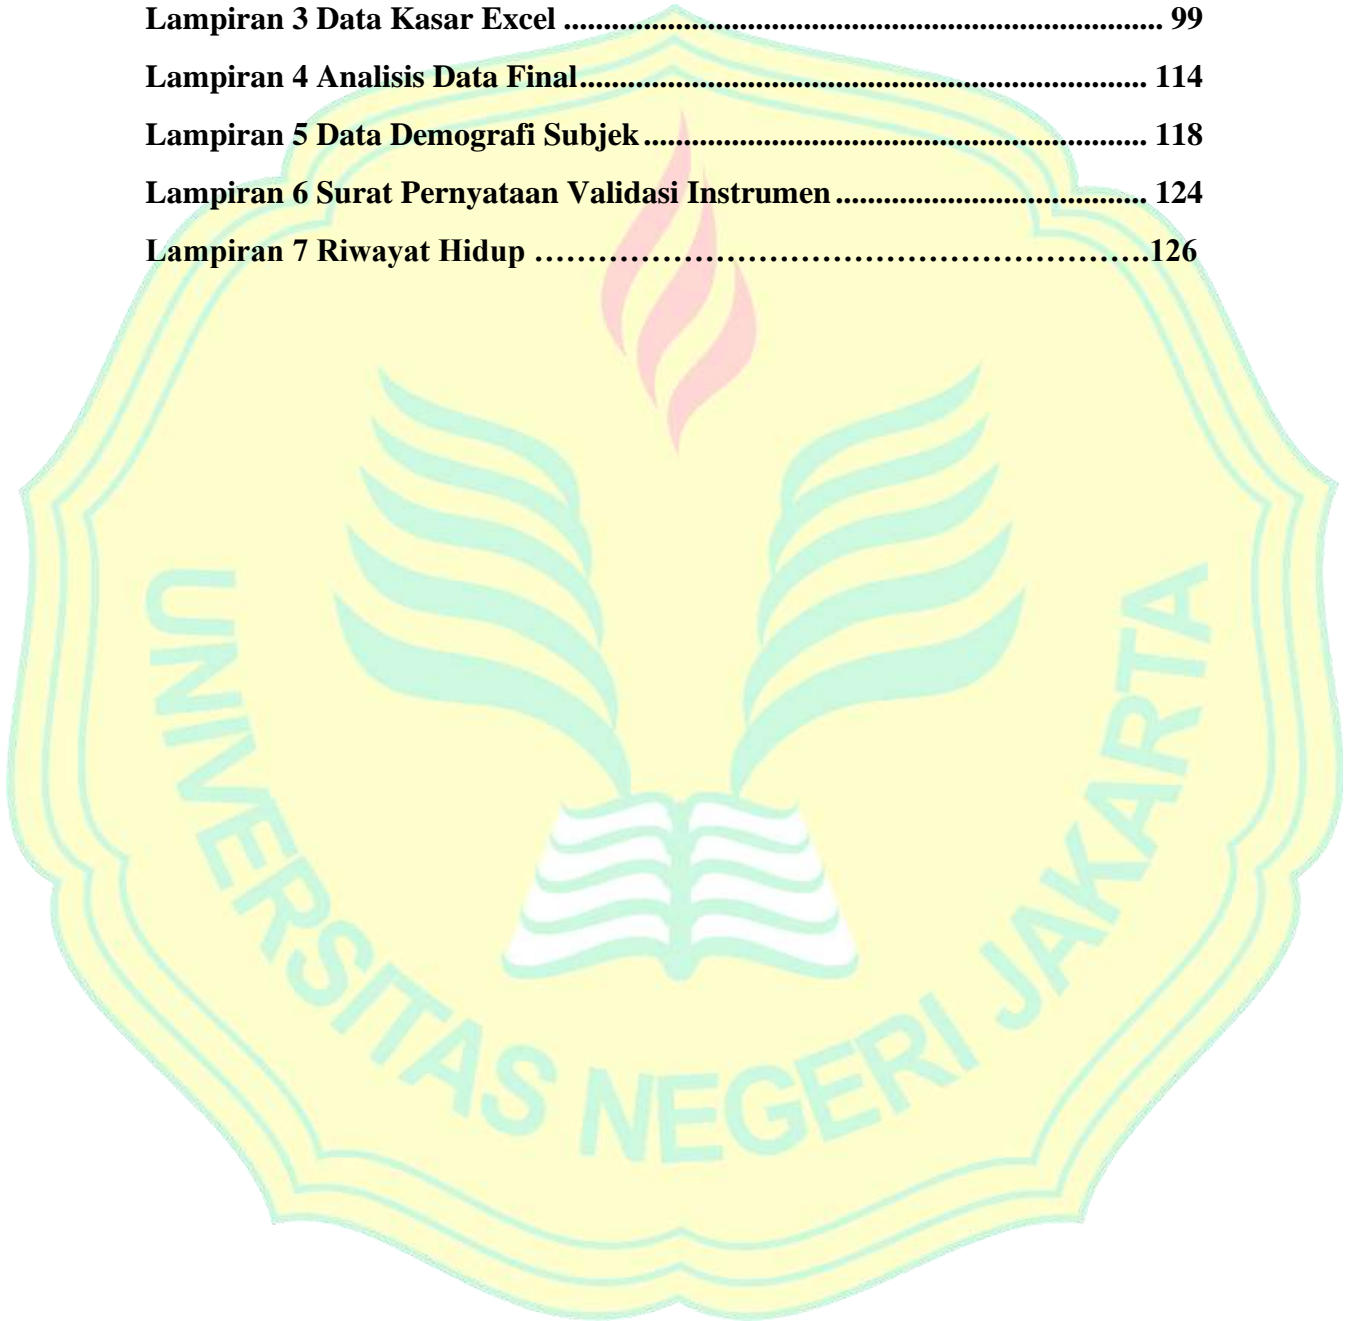 Lampiran 3 Data Kasar Excel .................................................................. 99
Lampiran 4 Analisis Data Final.............................................................. 114
Lampiran 5 Data Demografi Subjek ....................................................... 118
Lampiran 6 Surat Pernyataan Validasi Instrumen .................................. 124
Lampiran 7 Riwayat Hidup ………………………………………………….126
UNIVERSITAS NEGERI JAKARTA